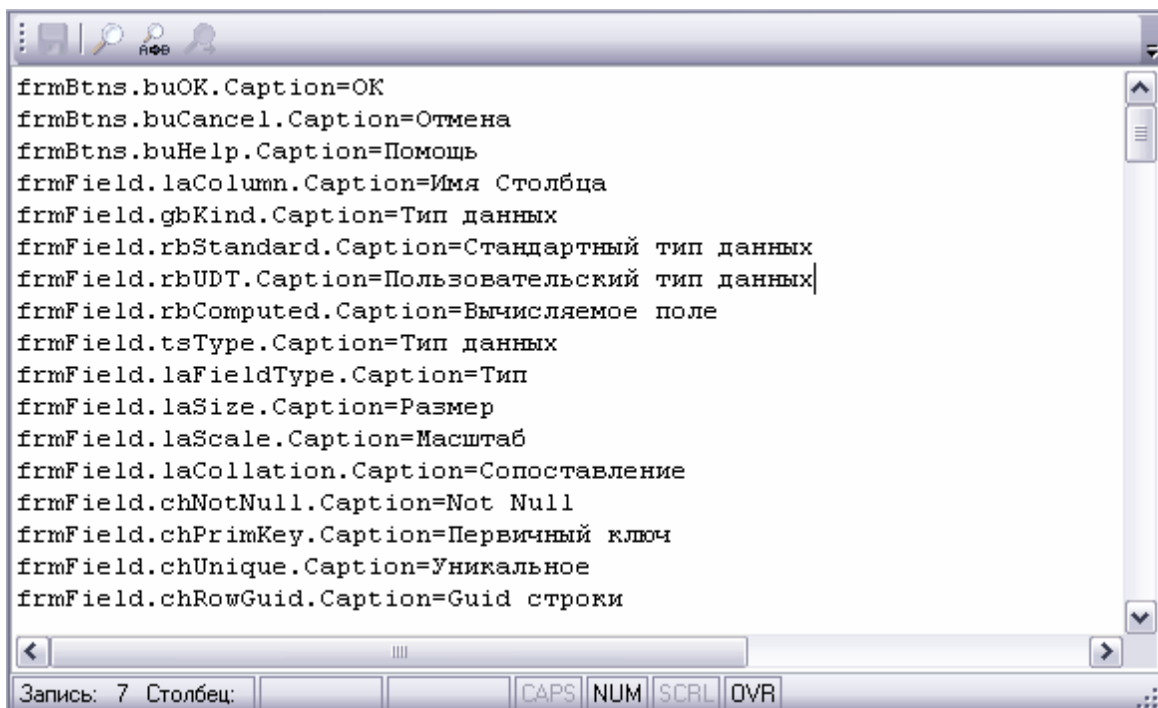 A B
frmBtns.buOK.Caption=OK
frmBtns.buCancel.Caption=Отмена
frmBtns.buHelp.Caption=Помощь
frmField.laColumn.Caption=Имя Столбца
frmField.gbKind.Caption=Тип данных
frmField.rbStandard.Caption=Стандартный тип данных
frmField.rbUDT.Caption=Пользовательский тип данных
frmField.rbComputed.Caption=Вычисляемое поле
frmField.tsType.Caption=Тип данных
frmField.laFieldType.Caption=Тип
frmField.laSize.Caption=Размер
frmField.laScale.Caption=Масштаб
frmField.laCollation.Caption=Сопоставление
frmField.chNotNull.Caption=Not Null
frmField.chPrimKey.Caption=Первичный ключ
frmField.chUnique.Caption=Уникальное
frmField.chRowGuid.Caption=Guid строки
Запись: 7 Столбец: CAPS NUM SCRL OVR